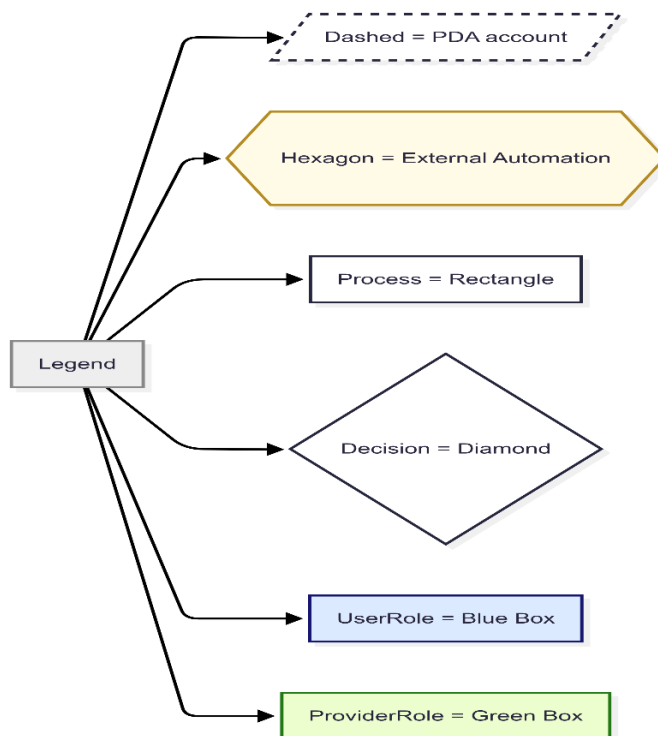 Dashed = PDA account
Hexagon = External Automation
Process = Rectangle
Legend
Decision = Diamond
UserRole = Blue Box
ProviderRole = Green Box